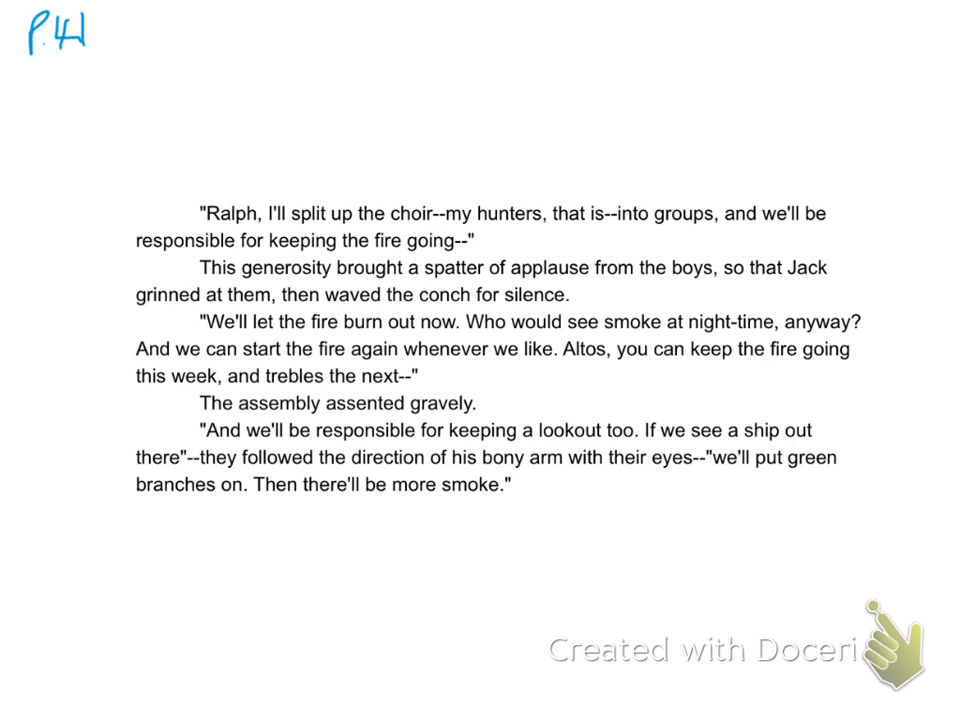 P.41
"Ralph, I'll split up the choir--my hunters, that is--into groups, and we'll be
responsible for keeping the fire going--"
This generosity brought a spatter of applause from the boys, so that Jack
grinned at them, then waved the conch for silence.
"We'll let the fire burn out now. Who would see smoke at night-time, anyway?
And we can start the fire again whenever we like. Altos, you can keep the fire going
this week, and trebles the next--"
The assembly assented gravely.
"And we'll be responsible for keeping a lookout too. If we see a ship out
there"--they followed the direction of his bony arm with their eyes--"we'll put green
branches on. Then there'll be more smoke."
Created with Doceri